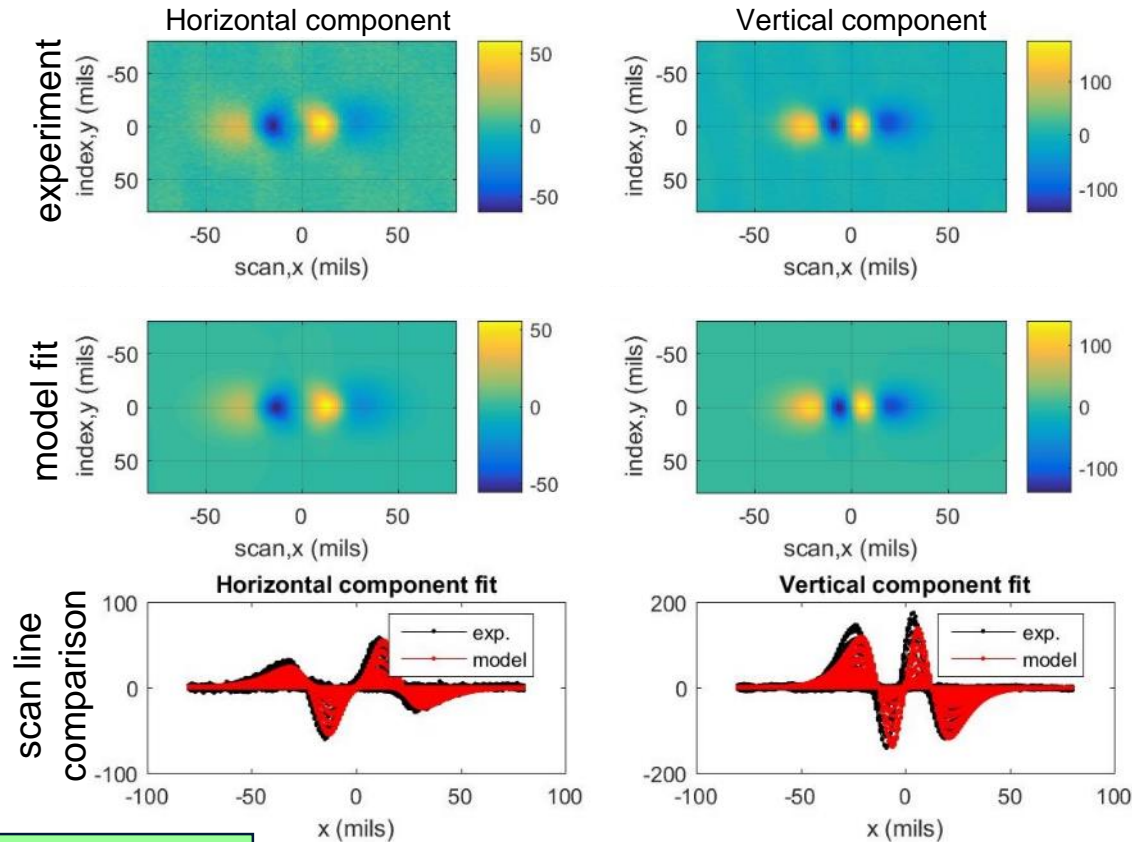 Horizontal component
Vertical component
experiment
index,y (mils)
-50
0
50
-50
0
50
scan,x (mils)
50
0
-50
index,y (mils)
-50
0
50
-50
0
50
scan,x (mils)
100
0
-100
model fit
index,y (mils)
-50
0
50
-50
0
50
scan,x (mils)
50
0
-50
index,y (mils)
-50
0
50
-50
0
50
scan,x (mils)
100
0
-100
scan line
comparison
Horizontal component fit
100
0
-100
-100
-50
0
50
100
x (mils)
exp.
model
Vertical component fit
200
0
-200
-100
-50
0
50
100
x (mils)
exp.
model